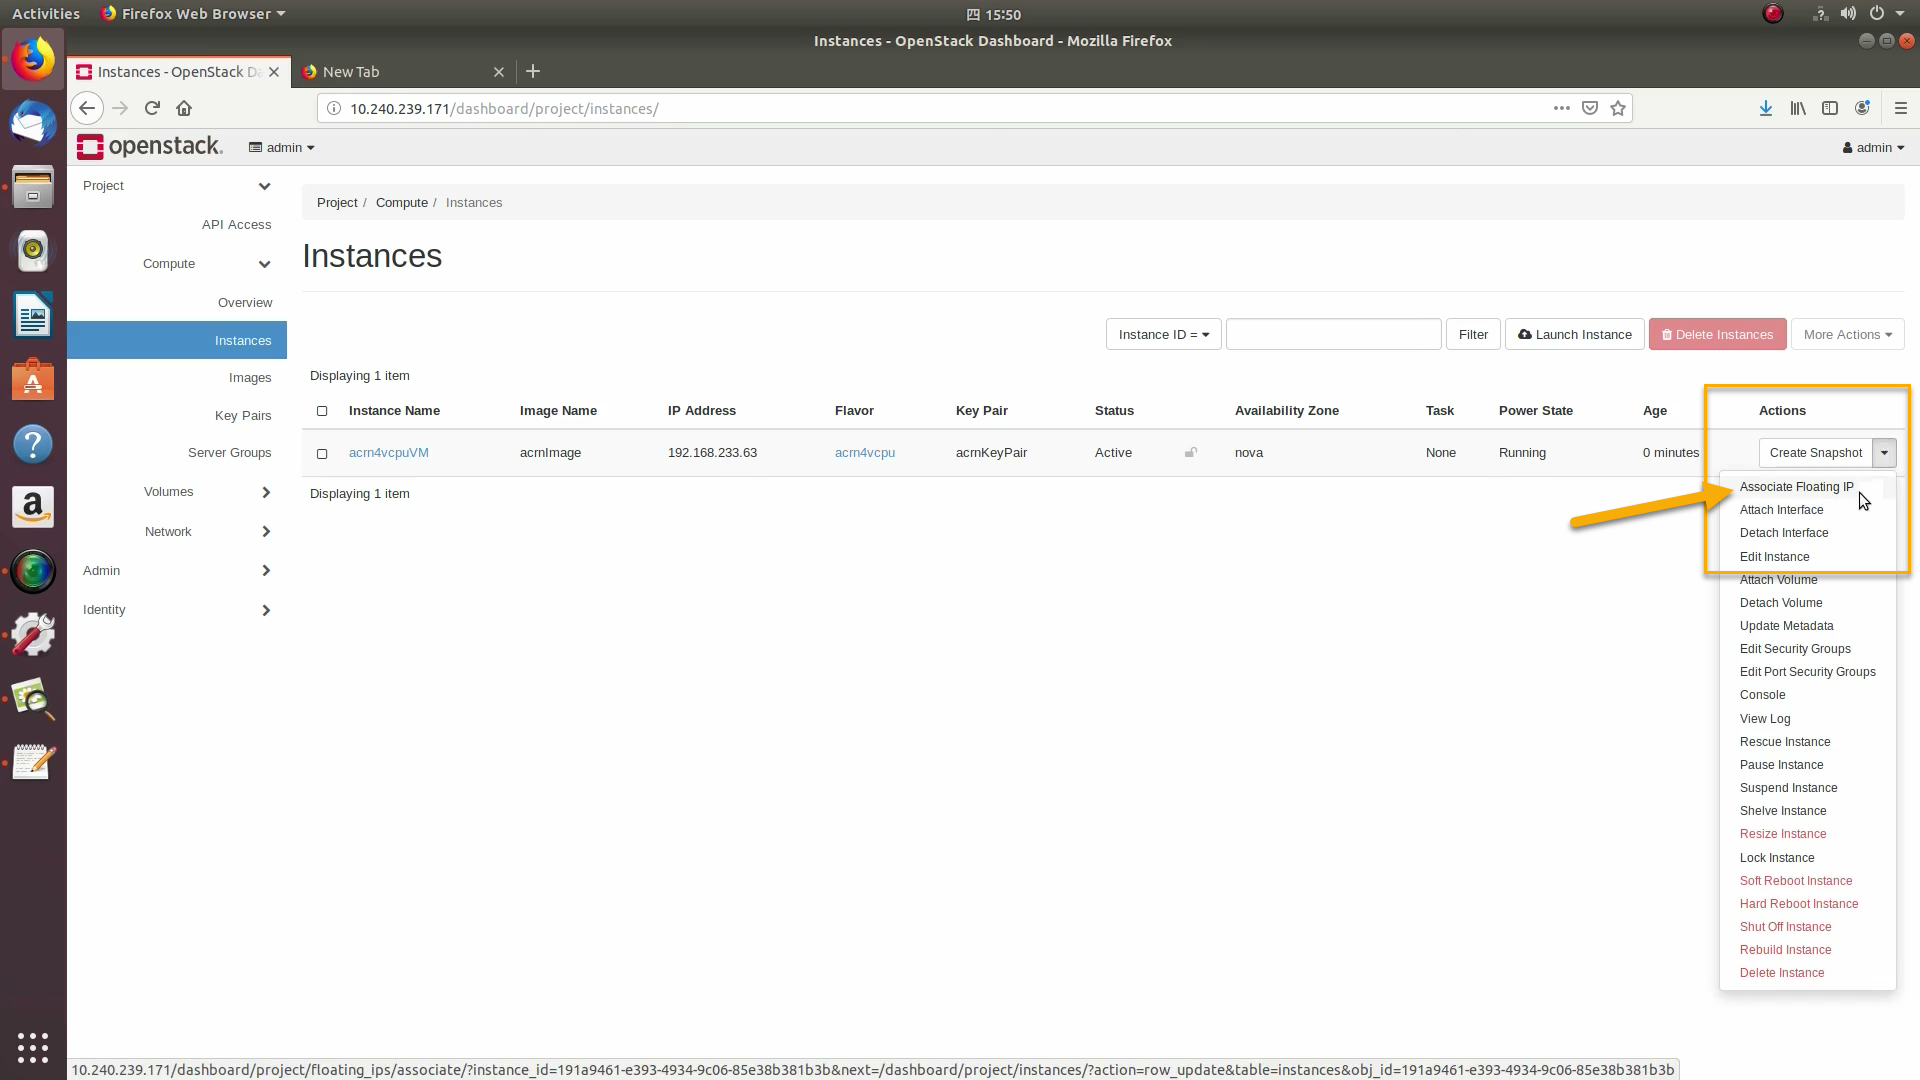 Activities
Firefox Web Browser
四 15:50
Instances - OpenStack Dashboard - Mozilla Firefox
Instances - OpenStack Da
New Tab
10.240.239.171/dashboard/project/instances/
openstack.
admin
admin
Project
API Access
Compute
Overview
Instances
Images
Key Pairs
Server Groups
Volumes
Network
Admin
Identity
Project / Compute / Instances
Instances
Instance ID =
Filter
Launch Instance
Delete Instances
More Actions
Displaying 1 item
Instance Name Image Name IP Address Flavor Key Pair Status Availability Zone Task Power State Age Actions
acrn4vcpuVM acrnImage 192.168.233.63 acrn4vcpu acrnKeyPair Active nova None Running 0 minutes Create Snapshot
Displaying 1 item
Associate Floating IP
Attach Interface
Detach Interface
Edit Instance
Attach Volume
Detach Volume
Update Metadata
Edit Security Groups
Edit Port Security Groups
Console
View Log
Rescue Instance
Pause Instance
Suspend Instance
Shelve Instance
Resize Instance
Lock Instance
Soft Reboot Instance
Hard Reboot Instance
Shut Off Instance
Rebuild Instance
Delete Instance
10.240.239.171/dashboard/project/floating_ips/associate/?instance_id=191a9461-e393-4934-9c06-85e38b381b3b&next=/dashboard/project/instances/?action=row_update&table=instances&obj_id=191a9461-e393-4934-9c06-85e38b381b3b